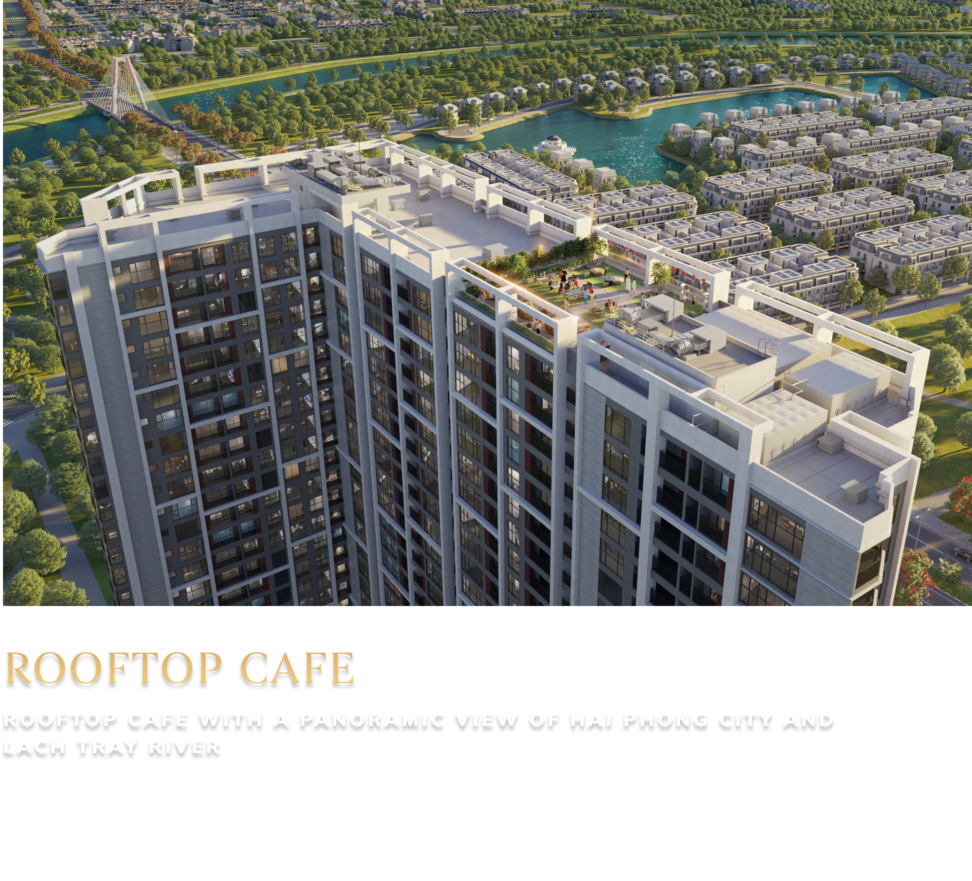 ROOFTOP CAFE
ROOFTOP CAFE WITH A PANORAMIC VIEW OF HAI PHONG CITY AND
LACH TRAY RIVER